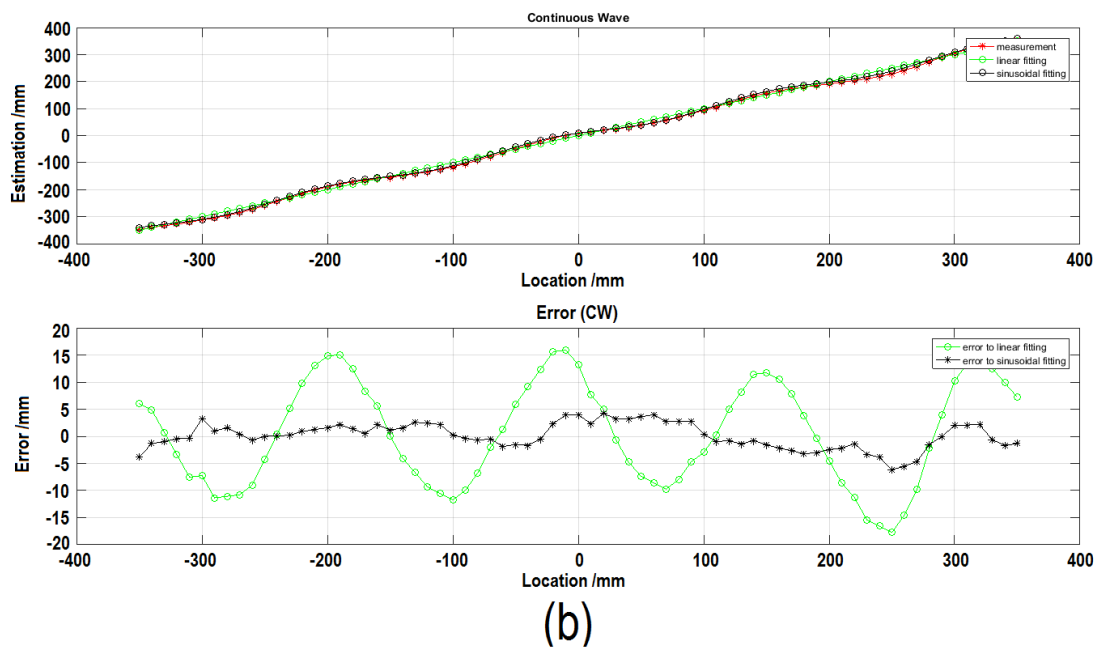 Continuous Wave
400
300
200
100
0
-100
-200
-300
-400
Estimation /mm
measurement
linear fitting
sinusoidal fitting
-400 -300 -200 -100 0 100 200 300 400
Location /mm
Error (CW)
20
15
10
5
0
-5
-10
-15
-20
Error /mm
error to linear fitting
error to sinusoidal fitting
-400 -300 -200 -100 0 100 200 300 400
Location /mm
(b)